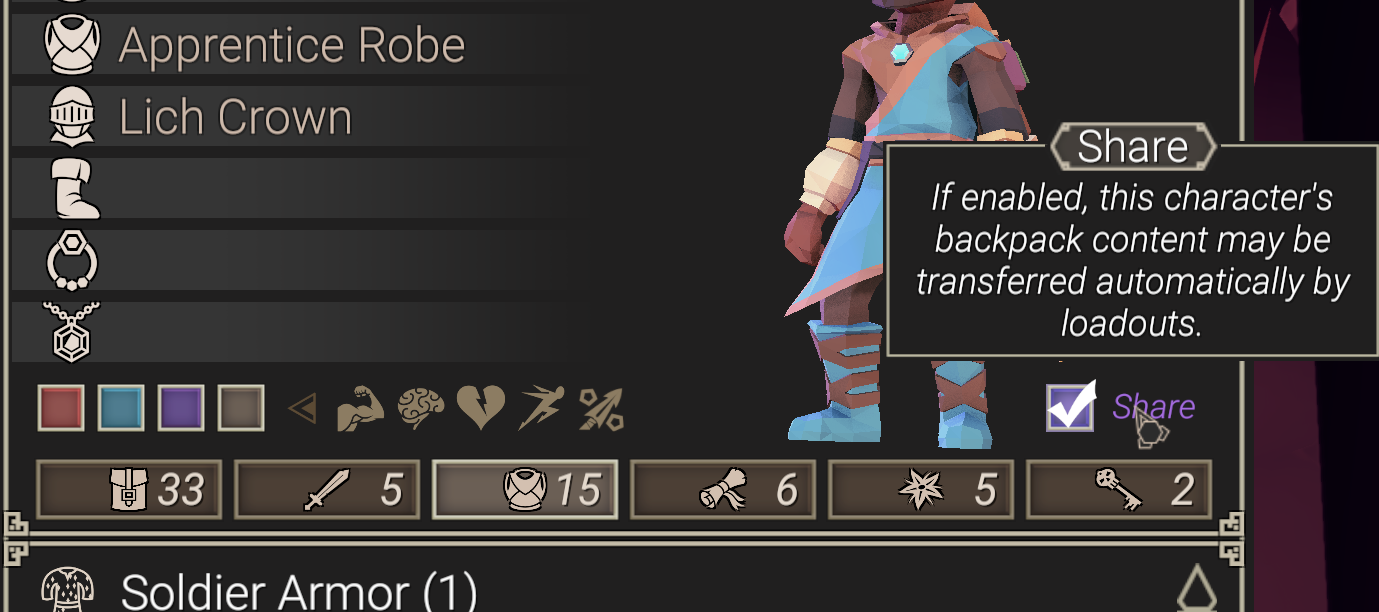 Apprentice Robe
Lich Crown
Share
If enabled, this character's
backpack content may be
transferred automatically by
loadouts.
Share
33 5 15 6 5 2
Soldier Armor (1)